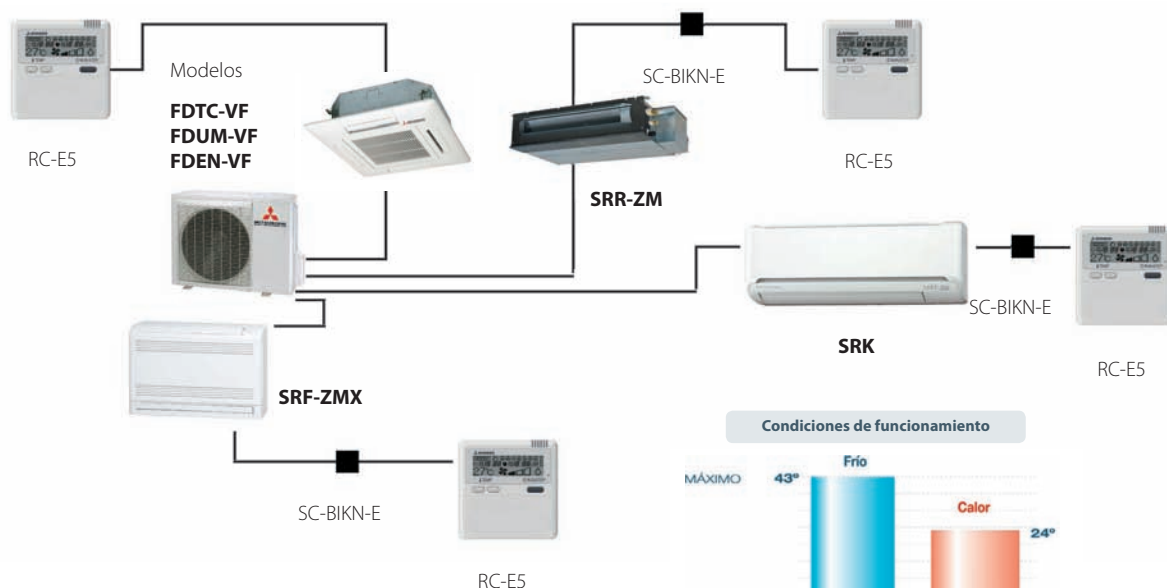 Modelos
FDTC-VF
FDUM-VF
FDEN-VF
RC-E5
SC-BIKN-E
RC-E5
SRR-ZM
SC-BIKN-E
SRK
RC-E5
SRF-ZMX
SC-BIKN-E
RC-E5
Condiciones de funcionamiento
Frío
MÁXIMO 43º
Calor
24º